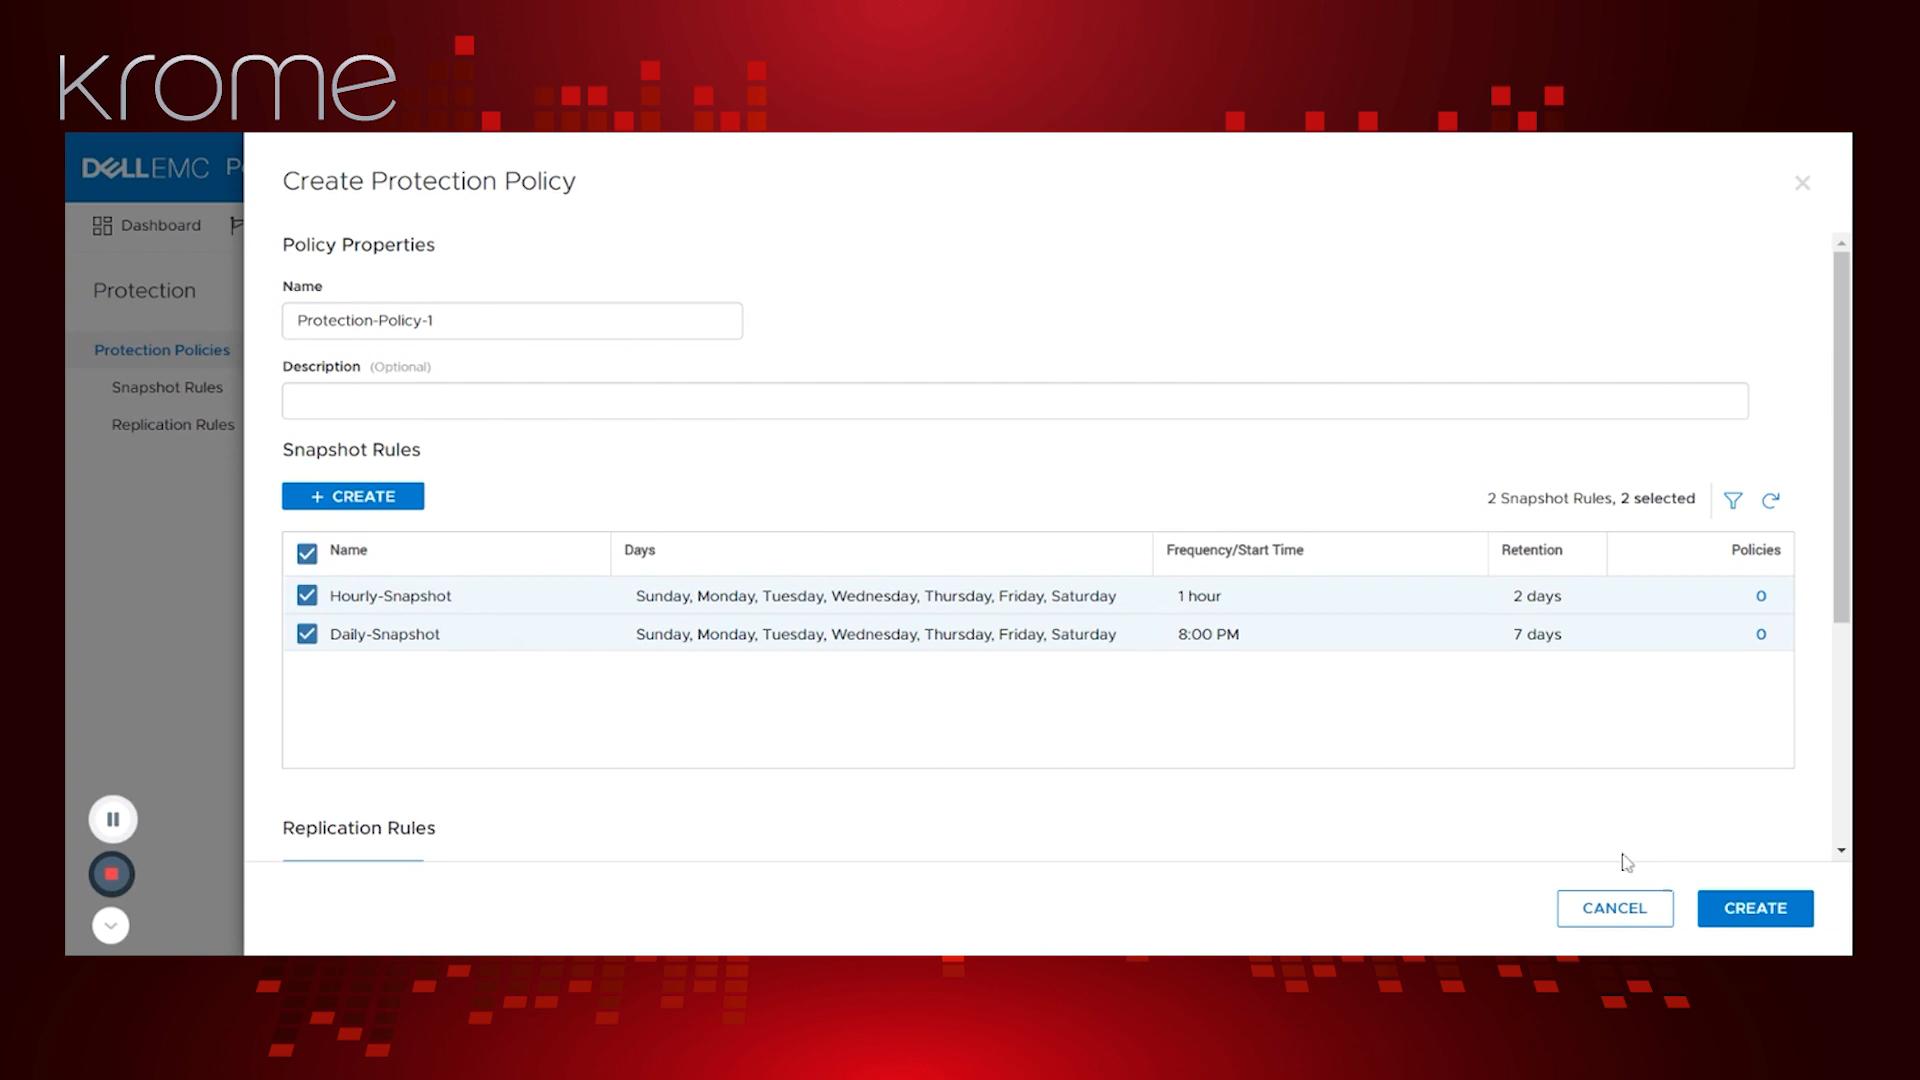 krome
DELL EMC
Create Protection Policy
Dashboard
Policy Properties
Protection
Name
Protection-Policy-1
Protection Policies
Description (Optional)
Snapshot Rules
Replication Rules
Snapshot Rules
+ CREATE
2 Snapshot Rules, 2 selected
Name Days Frequency/Start Time Retention Policies
Hourly-Snapshot Sunday, Monday, Tuesday, Wednesday, Thursday, Friday, Saturday 1 hour 2 days 0
Daily-Snapshot Sunday, Monday, Tuesday, Wednesday, Thursday, Friday, Saturday 8:00 PM 7 days 0
Replication Rules
CANCEL CREATE